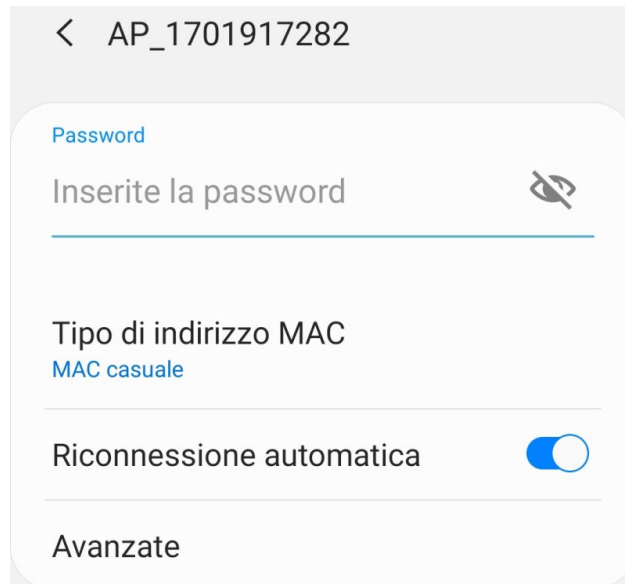 AP_1701917282
Password
Inserite la password
Tipo di indirizzo MAC
MAC casuale
Riconnessione automatica
Avanzate